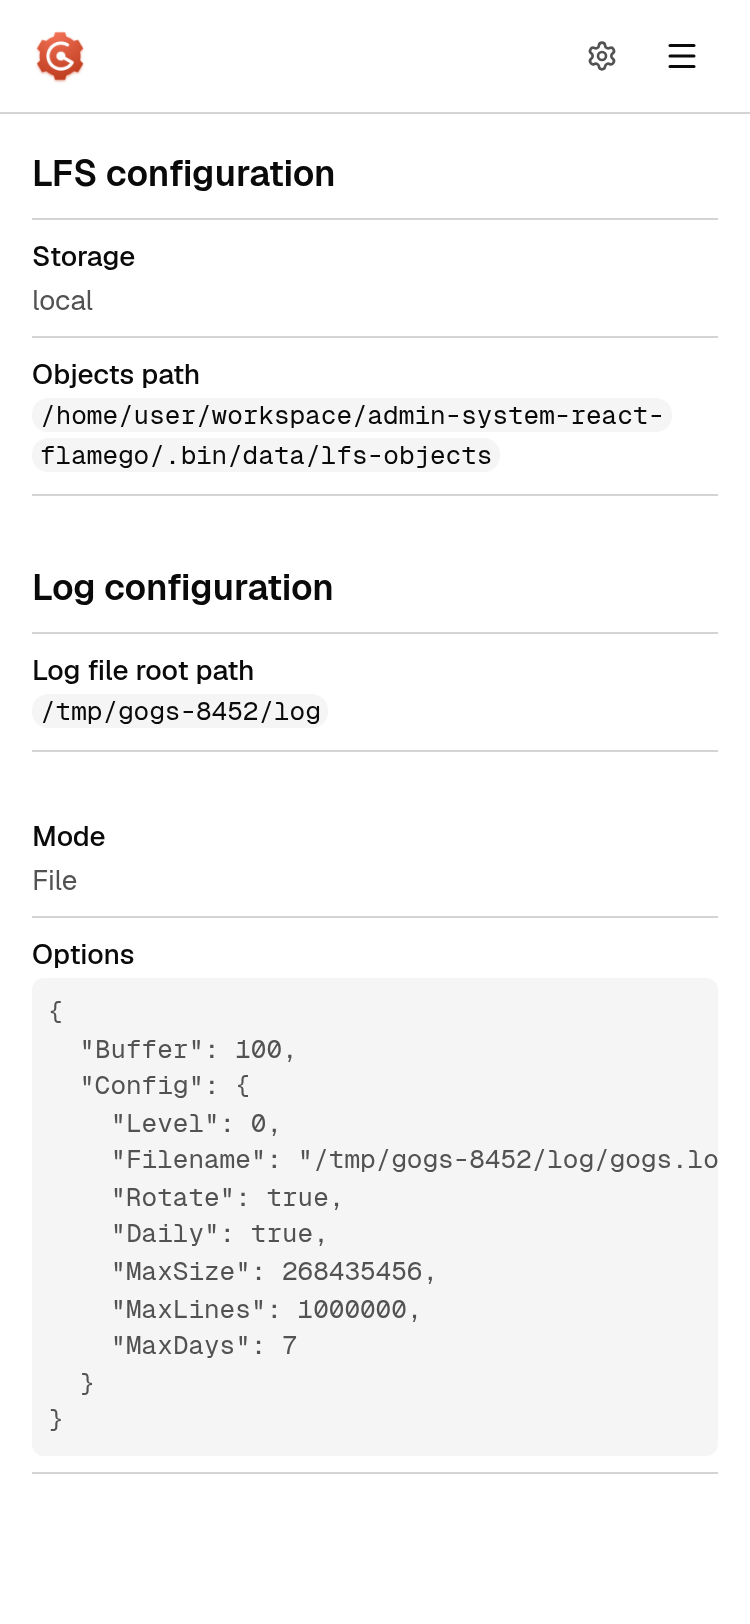 LFS configuration
Storage
local
Objects path
/home/user/workspace/admin-system-react-
flamego/.bin/data/lfs-objects
Log configuration
Log file root path
/tmp/gogs-8452/log
Mode
File
Options
{
  "Buffer": 100,
  "Config": {
    "Level": 0,
    "Filename": "/tmp/gogs-8452/log/gogs.lo
    "Rotate": true,
    "Daily": true,
    "MaxSize": 268435456,
    "MaxLines": 1000000,
    "MaxDays": 7
  }
}